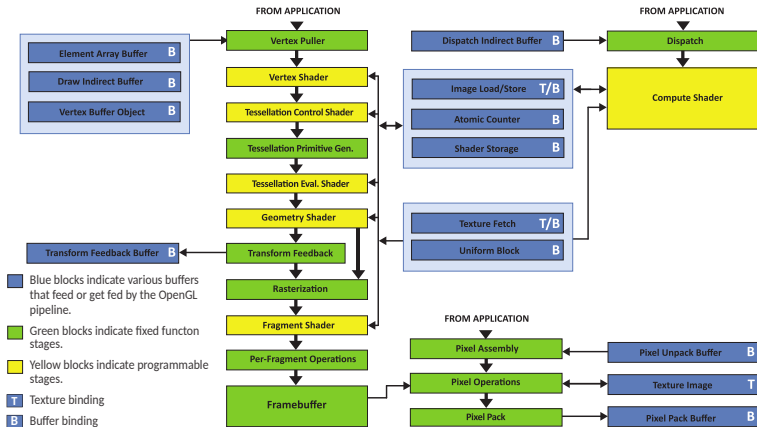 FROM APPLICATION
Vertex Puller
Element Array Buffer B
Draw Indirect Buffer B
Vertex Buffer Object B
Vertex Shader
Tessellation Control Shader
Tessellation Primitive Gen.
Tessellation Eval. Shader
Geometry Shader
Transform Feedback Buffer B
Transform Feedback
Rasterization
Fragment Shader
Per-Fragment Operations
Framebuffer
Dispatch Indirect Buffer B
FROM APPLICATION
Dispatch
Image Load/Store T/B
Atomic Counter B
Shader Storage B
Compute Shader
Texture Fetch T/B
Uniform Block B
FROM APPLICATION
Pixel Assembly
Pixel Unpack Buffer B
Pixel Operations
Texture Image T
Pixel Pack
Pixel Pack Buffer B
Blue blocks indicate various buffers
that feed or get fed by the OpenGL
pipeline.
Green blocks indicate fixed functon
stages.
Yellow blocks indicate programmable
stages.
T Texture binding
B Buffer binding